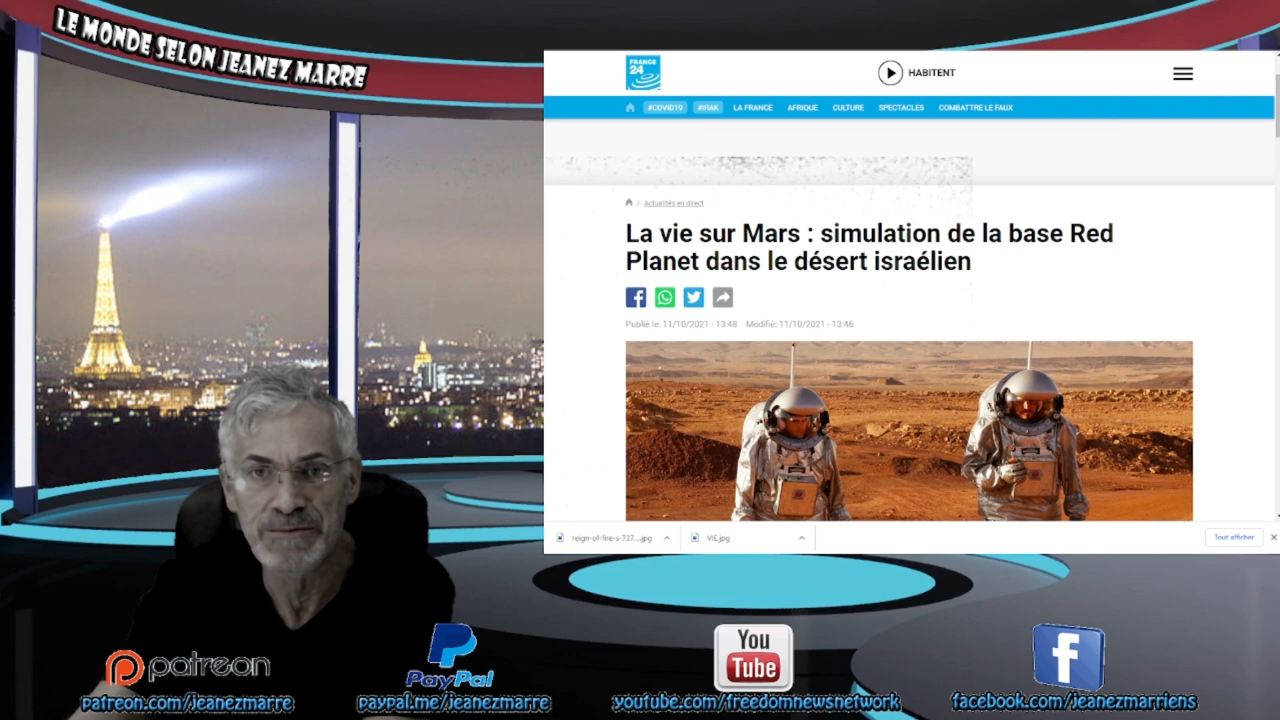 LE MONDE SELON JEANEZ MARRE
FRANCE
24
HABITENT
#COVID19 #IRAK LA FRANCE AFRIQUE CULTURE SPECTACLES COMBATTRE LE FAUX
/ Actualités en direct
La vie sur Mars : simulation de la base Red
Planet dans le désert israélien
Publié le: 11/10/2021 - 13:48 Modifié: 11/10/2021 - 13:46
reign-of-fire-s-737....jpg
VIE.jpg
Tout afficher
patreon
patreon.com/jeanezmarre
PayPal
paypal.me/jeanezmarre
You
Tube
youtube.com/freedomnewsnetwork
f
facebook.com/jeanezmarriens